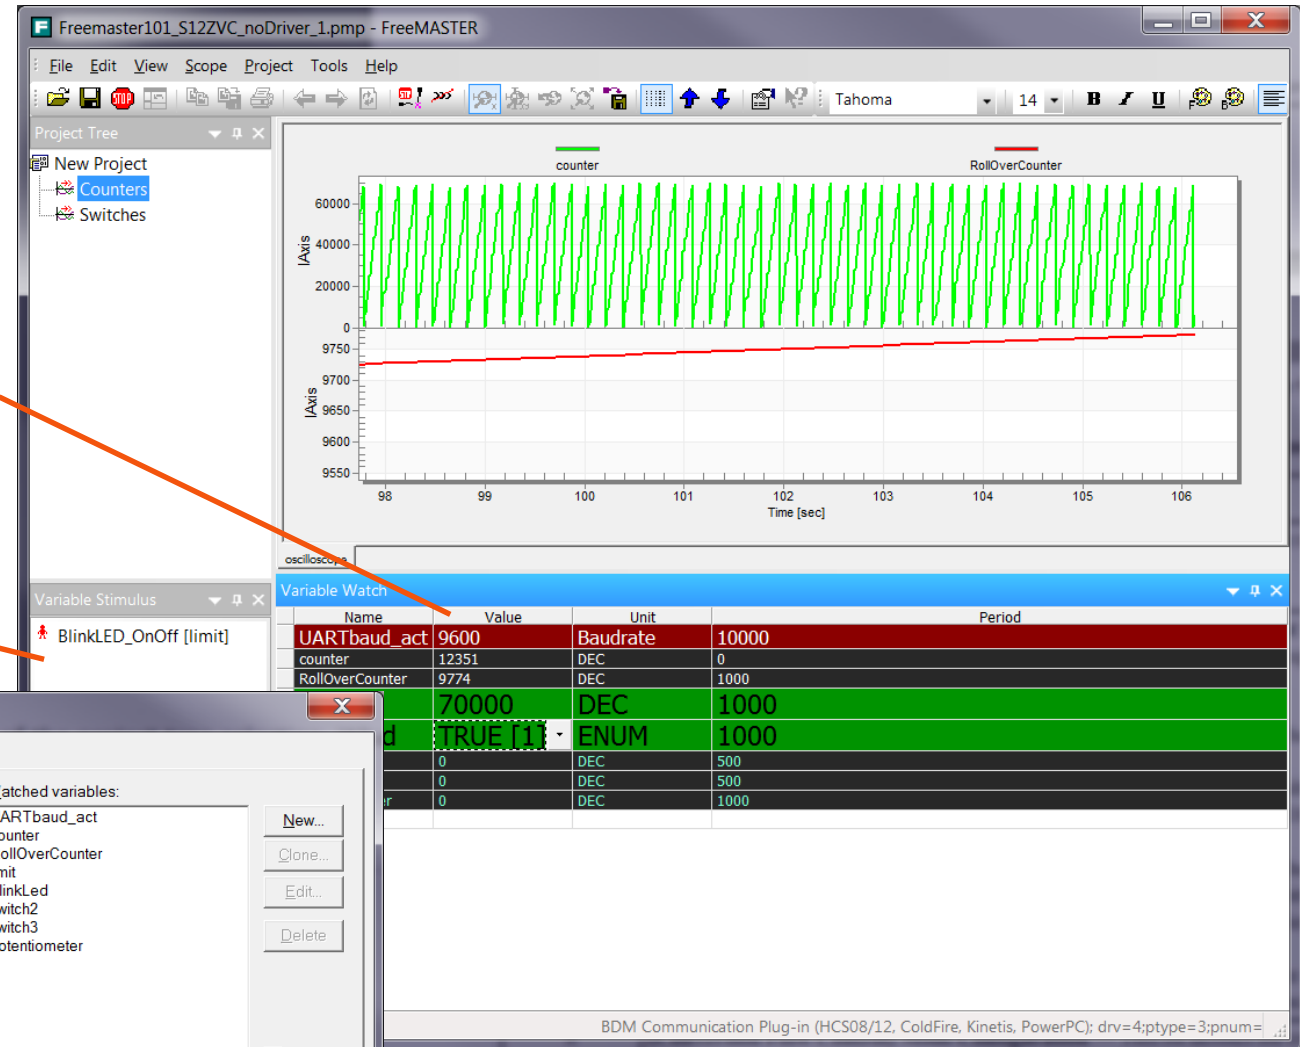 Freemaster101_S12ZVC_noDriver_1.pmp - FreeMASTER
File Edit View Scope Project Tools Help
STOP Tahoma 14 B I U
Project Tree
New Project
Counters
Switches
counter RollOverCounter
60000
40000
20000
0
IAxis
9750
9700
9650
9600
9550
IAxis
98 99 100 101 102 103 104 105 106
Time [sec]
oscilloscope
Variable Stimulus
BlinkLED_OnOff [limit]
Variable Watch
Name Value Unit Period
UARTbaud_act 9600 Baudrate 10000
counter 12351 DEC 0
RollOverCounter 9774 DEC 1000
70000 DEC 1000
d TRUE [1] ENUM 1000
0 DEC 500
0 DEC 500
r 0 DEC 1000
atched variables:
ARTbaud_act
ounter
ollOverCounter
mit
linkLed
witch2
witch3
otentiometer
New...
Clone...
Edit...
Delete
BDM Communication Plug-in (HCS08/12, ColdFire, Kinetis, PowerPC); drv=4;ptype=3;pnum=